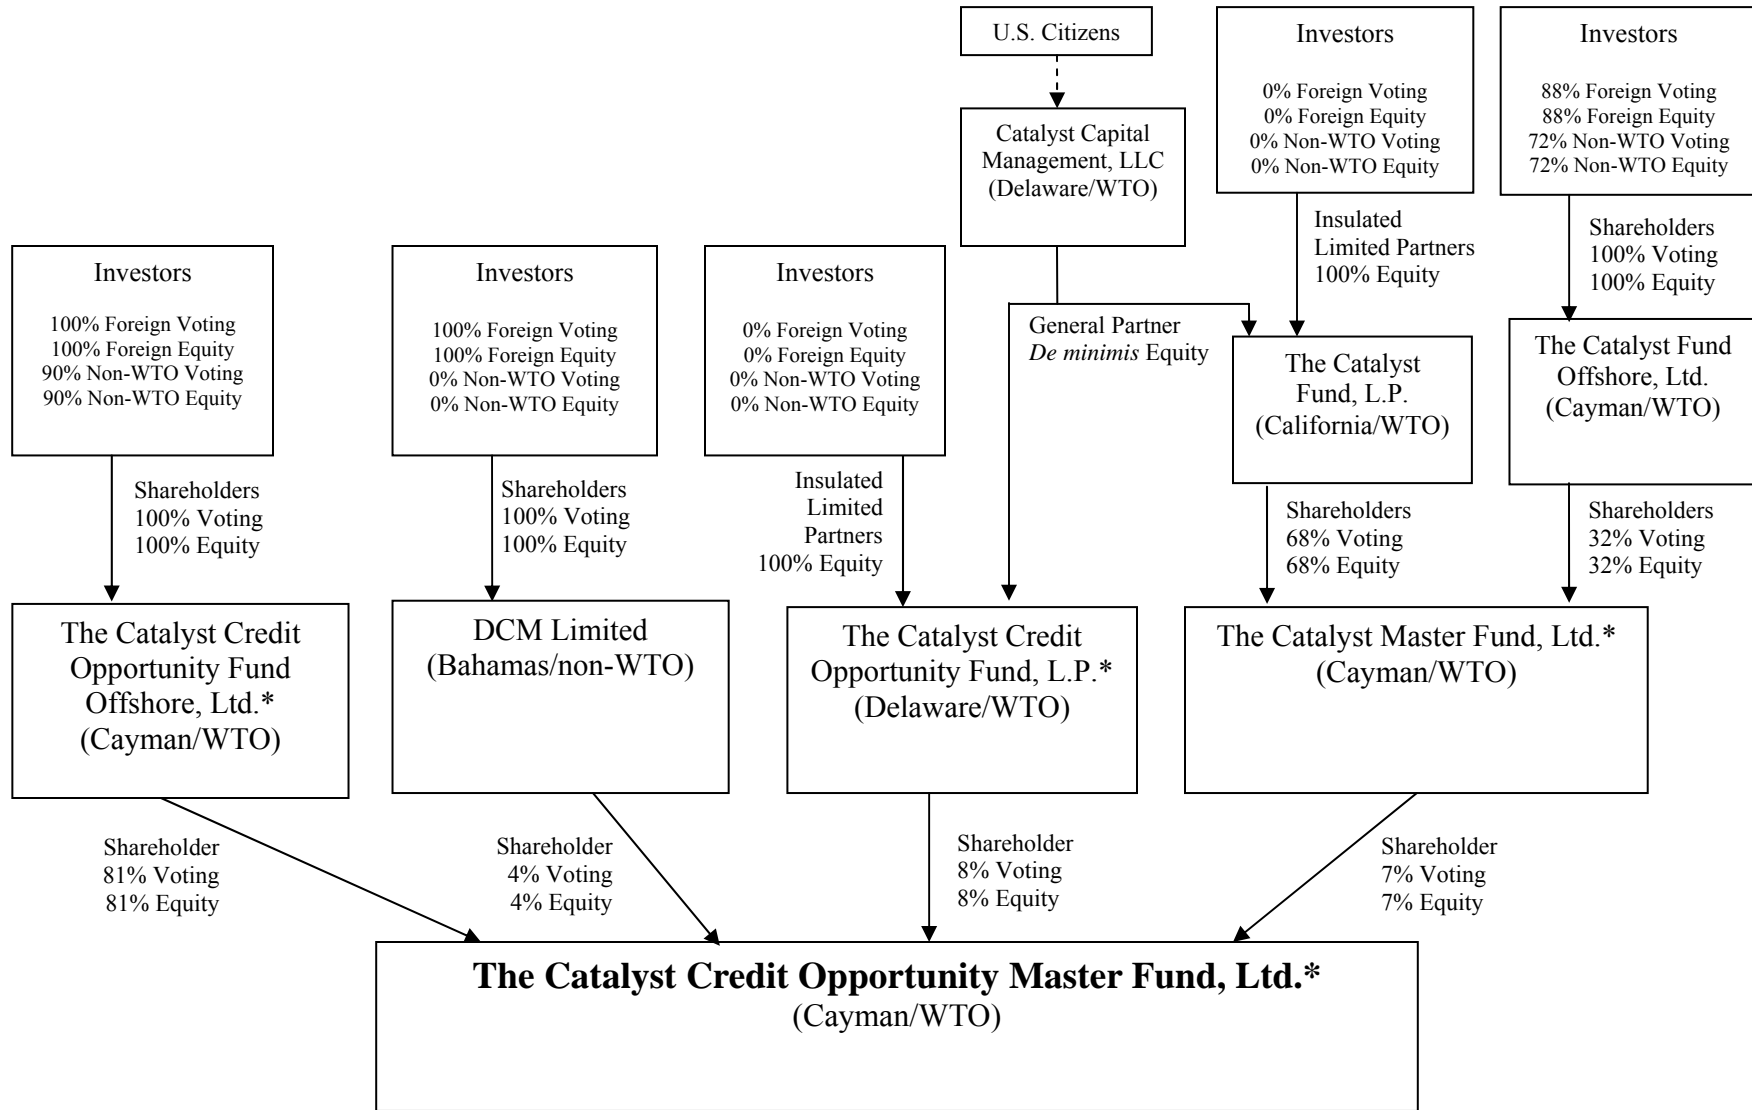 U.S. Citizens
Investors
0% Foreign Voting
0% Foreign Equity
0% Non-WTO Voting
0% Non-WTO Equity
Investors
88% Foreign Voting
88% Foreign Equity
72% Non-WTO Voting
72% Non-WTO Equity
Catalyst Capital
Management, LLC
(Delaware/WTO)
Insulated
Limited Partners
100% Equity
Shareholders
100% Voting
100% Equity
Investors
100% Foreign Voting
100% Foreign Equity
90% Non-WTO Voting
90% Non-WTO Equity
Investors
100% Foreign Voting
100% Foreign Equity
0% Non-WTO Voting
0% Non-WTO Equity
Investors
0% Foreign Voting
0% Foreign Equity
0% Non-WTO Voting
0% Non-WTO Equity
General Partner
De minimis Equity
The Catalyst
Fund, L.P.
(California/WTO)
The Catalyst Fund
Offshore, Ltd.
(Cayman/WTO)
Shareholders
100% Voting
100% Equity
Shareholders
100% Voting
100% Equity
Insulated
Limited
Partners
100% Equity
Shareholders
68% Voting
68% Equity
Shareholders
32% Voting
32% Equity
The Catalyst Credit
Opportunity Fund
Offshore, Ltd.*
(Cayman/WTO)
DCM Limited
(Bahamas/non-WTO)
The Catalyst Credit
Opportunity Fund, L.P.*
(Delaware/WTO)
The Catalyst Master Fund, Ltd.*
(Cayman/WTO)
Shareholder
81% Voting
81% Equity
Shareholder
4% Voting
4% Equity
Shareholder
8% Voting
8% Equity
Shareholder
7% Voting
7% Equity
The Catalyst Credit Opportunity Master Fund, Ltd.*
(Cayman/WTO)